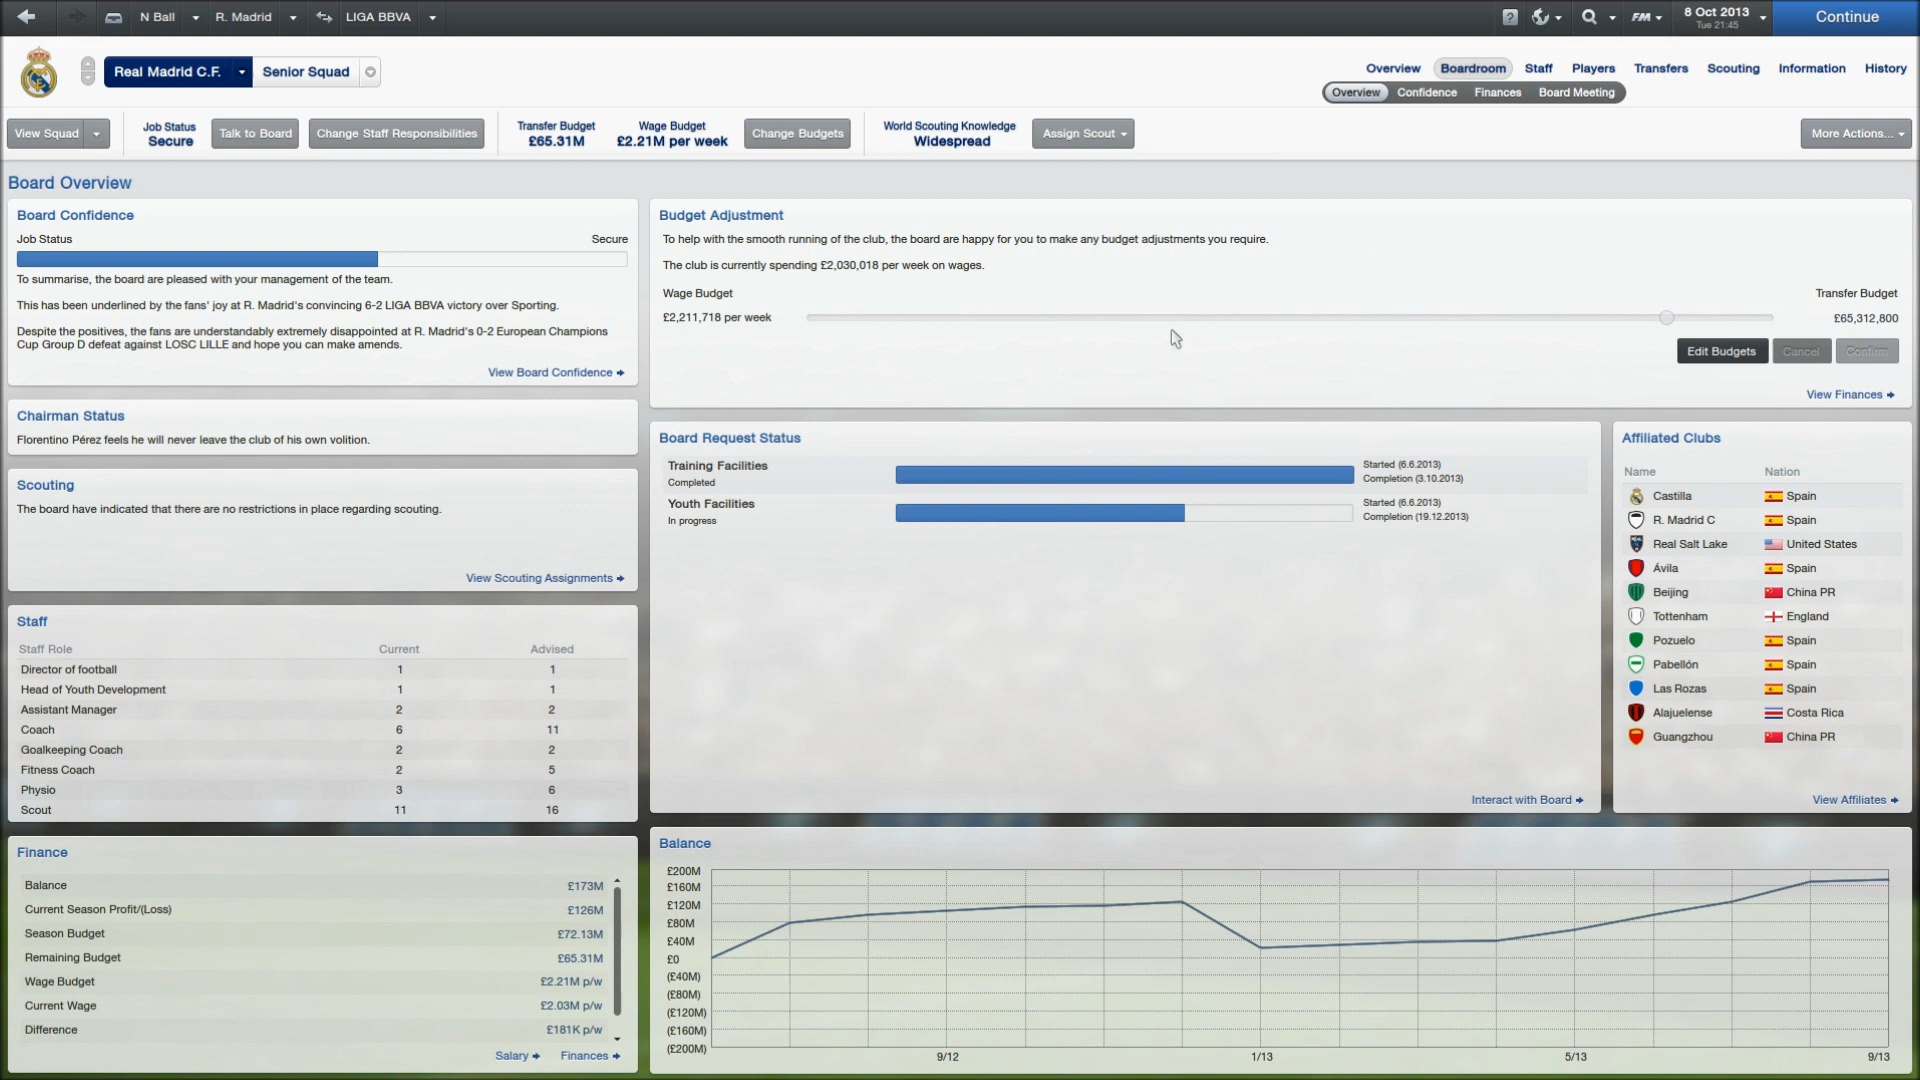 N Ball
R. Madrid
LIGA BBVA
?
FM
8 Oct 2013
Tue 21:45
Continue
Real Madrid C.F.
Senior Squad
Overview Boardroom Staff Players Transfers Scouting Information History
Overview Confidence Finances Board Meeting
View Squad
Job Status
Secure
Talk to Board
Change Staff Responsibilities
Transfer Budget
£65.31M
Wage Budget
£2.21M per week
Change Budgets
World Scouting Knowledge
Widespread
Assign Scout
More Actions...
Board Overview
Board Confidence
Job Status Secure
To summarise, the board are pleased with your management of the team.
This has been underlined by the fans' joy at R. Madrid's convincing 6-2 LIGA BBVA victory over Sporting.
Despite the positives, the fans are understandably extremely disappointed at R. Madrid's 0-2 European Champions
Cup Group D defeat against LOSC LILLE and hope you can make amends.
View Board Confidence
Chairman Status
Florentino Pérez feels he will never leave the club of his own volition.
Scouting
The board have indicated that there are no restrictions in place regarding scouting.
View Scouting Assignments
Staff
Staff Role Current Advised
Director of football 1 1
Head of Youth Development 1 1
Assistant Manager 2 2
Coach 6 11
Goalkeeping Coach 2 2
Fitness Coach 2 5
Physio 3 6
Scout 11 16
Finance
Balance £173M
Current Season Profit/(Loss) £126M
Season Budget £72.13M
Remaining Budget £65.31M
Wage Budget £2.21M p/w
Current Wage £2.03M p/w
Difference £181K p/w
Salary Finances
Budget Adjustment
To help with the smooth running of the club, the board are happy for you to make any budget adjustments you require.
The club is currently spending £2,030,018 per week on wages.
Wage Budget Transfer Budget
£2,211,718 per week £65,312,800
Edit Budgets Cancel Confirm
View Finances
Board Request Status
Training Facilities
Completed
Started (6.6.2013)
Completion (3.10.2013)
Youth Facilities
In progress
Started (6.6.2013)
Completion (19.12.2013)
Interact with Board
Affiliated Clubs
Name Nation
Castilla Spain
R. Madrid C Spain
Real Salt Lake United States
Ávila Spain
Beijing China PR
Tottenham England
Pozuelo Spain
Pabellón Spain
Las Rozas Spain
Alajuelense Costa Rica
Guangzhou China PR
View Affiliates
Balance
£200M
£160M
£120M
£80M
£40M
£0
(£40M)
(£80M)
(£120M)
(£160M)
(£200M)
9/12 1/13 5/13 9/13